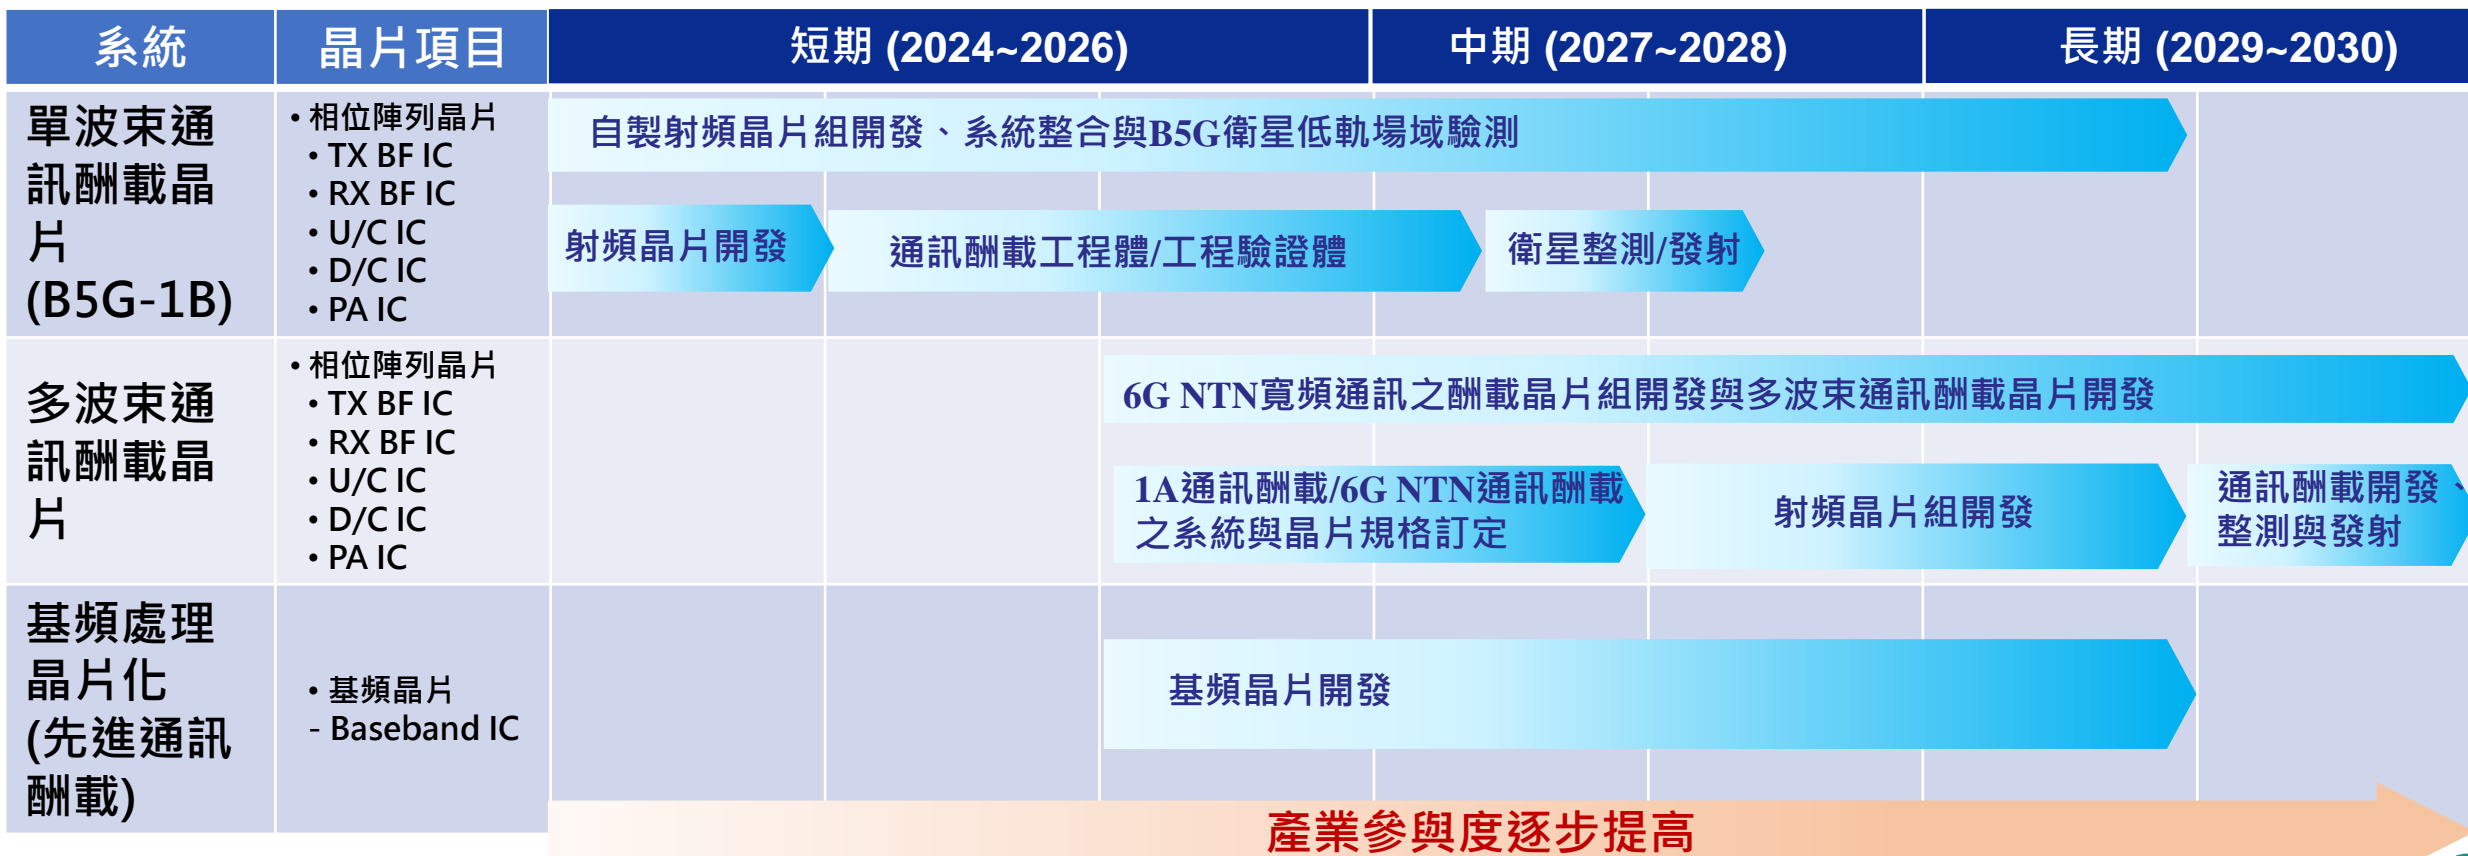 系統
晶片項目
短期 (2024~2026)
中期 (2027~2028)
長期 (2029~2030)
單波束通
訊酬載晶
片
(B5G-1B)
• 相位陣列晶片
• TX BF IC
• RX BF IC
• U/C IC
• D/C IC
• PA IC
自製射頻晶片組開發、系統整合與B5G衛星低軌場域驗測
射頻晶片開發
通訊酬載工程體/工程驗證體
衛星整測/發射
多波束通
訊酬載晶
片
• 相位陣列晶片
• TX BF IC
• RX BF IC
• U/C IC
• D/C IC
• PA IC
6G NTN寬頻通訊之酬載晶片組開發與多波束通訊酬載晶片開發
1A通訊酬載/6G NTN通訊酬載
之系統與晶片規格訂定
射頻晶片組開發
通訊酬載開發、
整測與發射
基頻處理
晶片化
(先進通訊
酬載)
• 基頻晶片
- Baseband IC
基頻晶片開發
產業參與度逐步提高